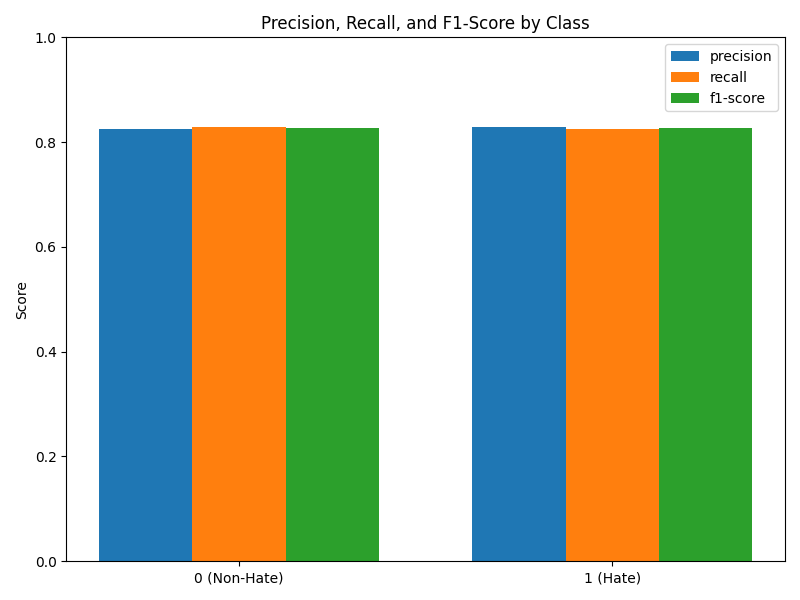 Precision, Recall, and F1-Score by Class
precision
recall
f1-score
Score
1.0
0.8
0.6
0.4
0.2
0.0
0 (Non-Hate)
1 (Hate)